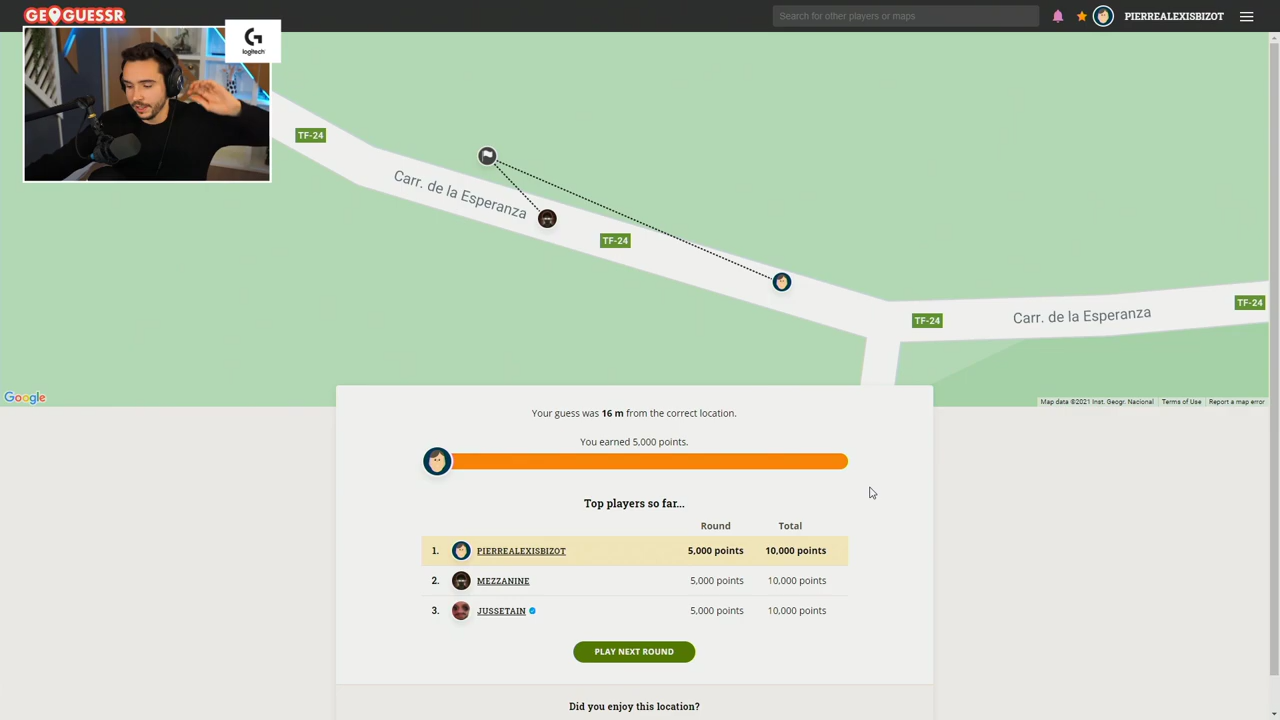 GEOGUESSR
Search for other players or maps
PIERREALEXISBIZOT
logitech
TF-24
Carr. de la Esperanza
TF-24
TF-24
Carr. de la Esperanza
TF-24
Google
Map data ©2021 Inst. Geogr. Nacional Terms of Use Report a map error
Your guess was 16 m from the correct location.
You earned 5,000 points.
Top players so far...
Round Total
1. PIERREALEXISBIZOT 5,000 points 10,000 points
2. MEZZANINE 5,000 points 10,000 points
3. JUSSETAIN 5,000 points 10,000 points
PLAY NEXT ROUND
Did you enjoy this location?